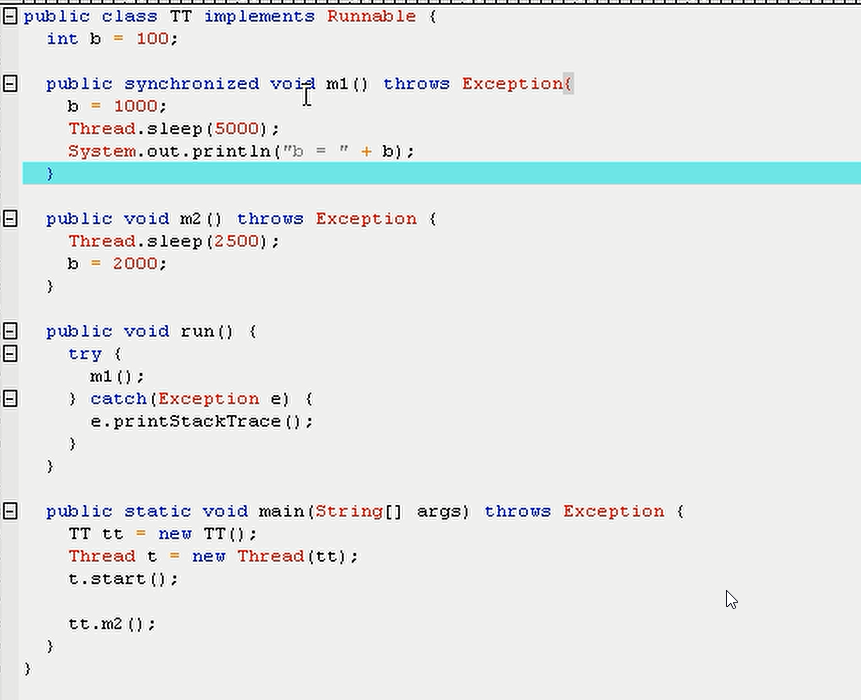 public class TT implements Runnable {
  int b = 100;

  public synchronized void m1() throws Exception{
    b = 1000;
    Thread.sleep(5000);
    System.out.println("b = " + b);
  }

  public void m2() throws Exception {
    Thread.sleep(2500);
    b = 2000;
  }

  public void run() {
    try {
      m1();
    } catch(Exception e) {
      e.printStackTrace();
    }
  }

  public static void main(String[] args) throws Exception {
    TT tt = new TT();
    Thread t = new Thread(tt);
    t.start();

    tt.m2();
  }
}